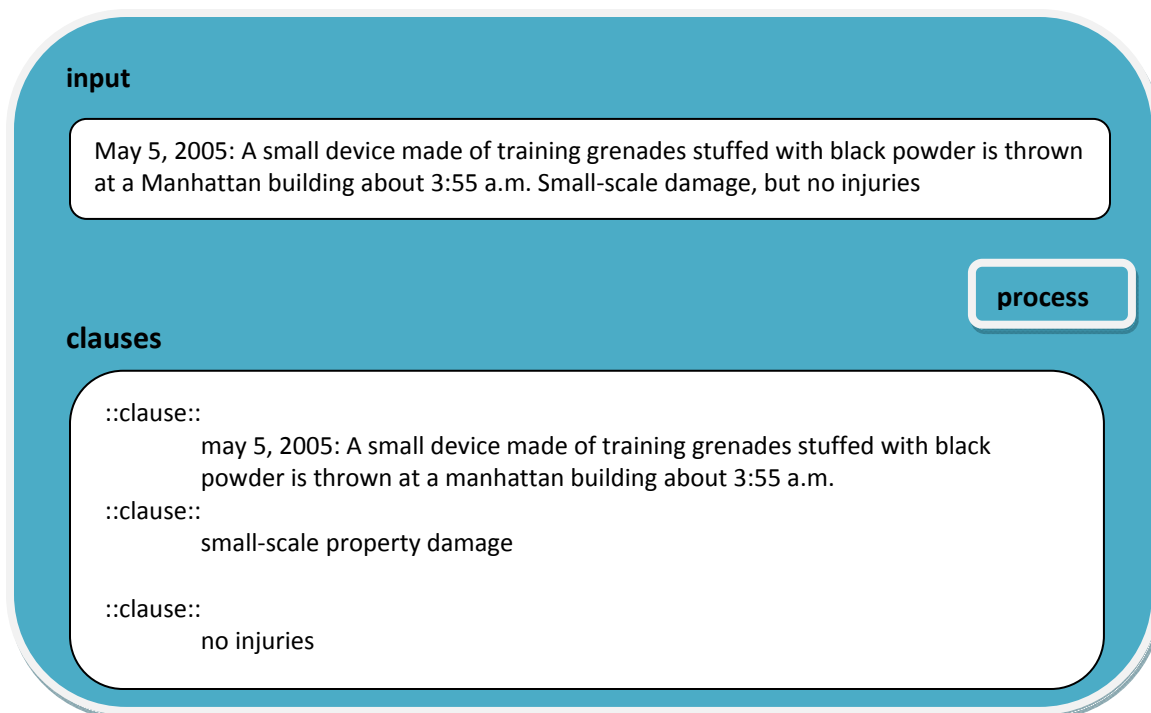 input
May 5, 2005: A small device made of training grenades stuffed with black powder is thrown
at a Manhattan building about 3:55 a.m. Small-scale damage, but no injuries
process
clauses
::clause::
may 5, 2005: A small device made of training grenades stuffed with black
powder is thrown at a manhattan building about 3:55 a.m.
::clause::
small-scale property damage
::clause::
no injuries